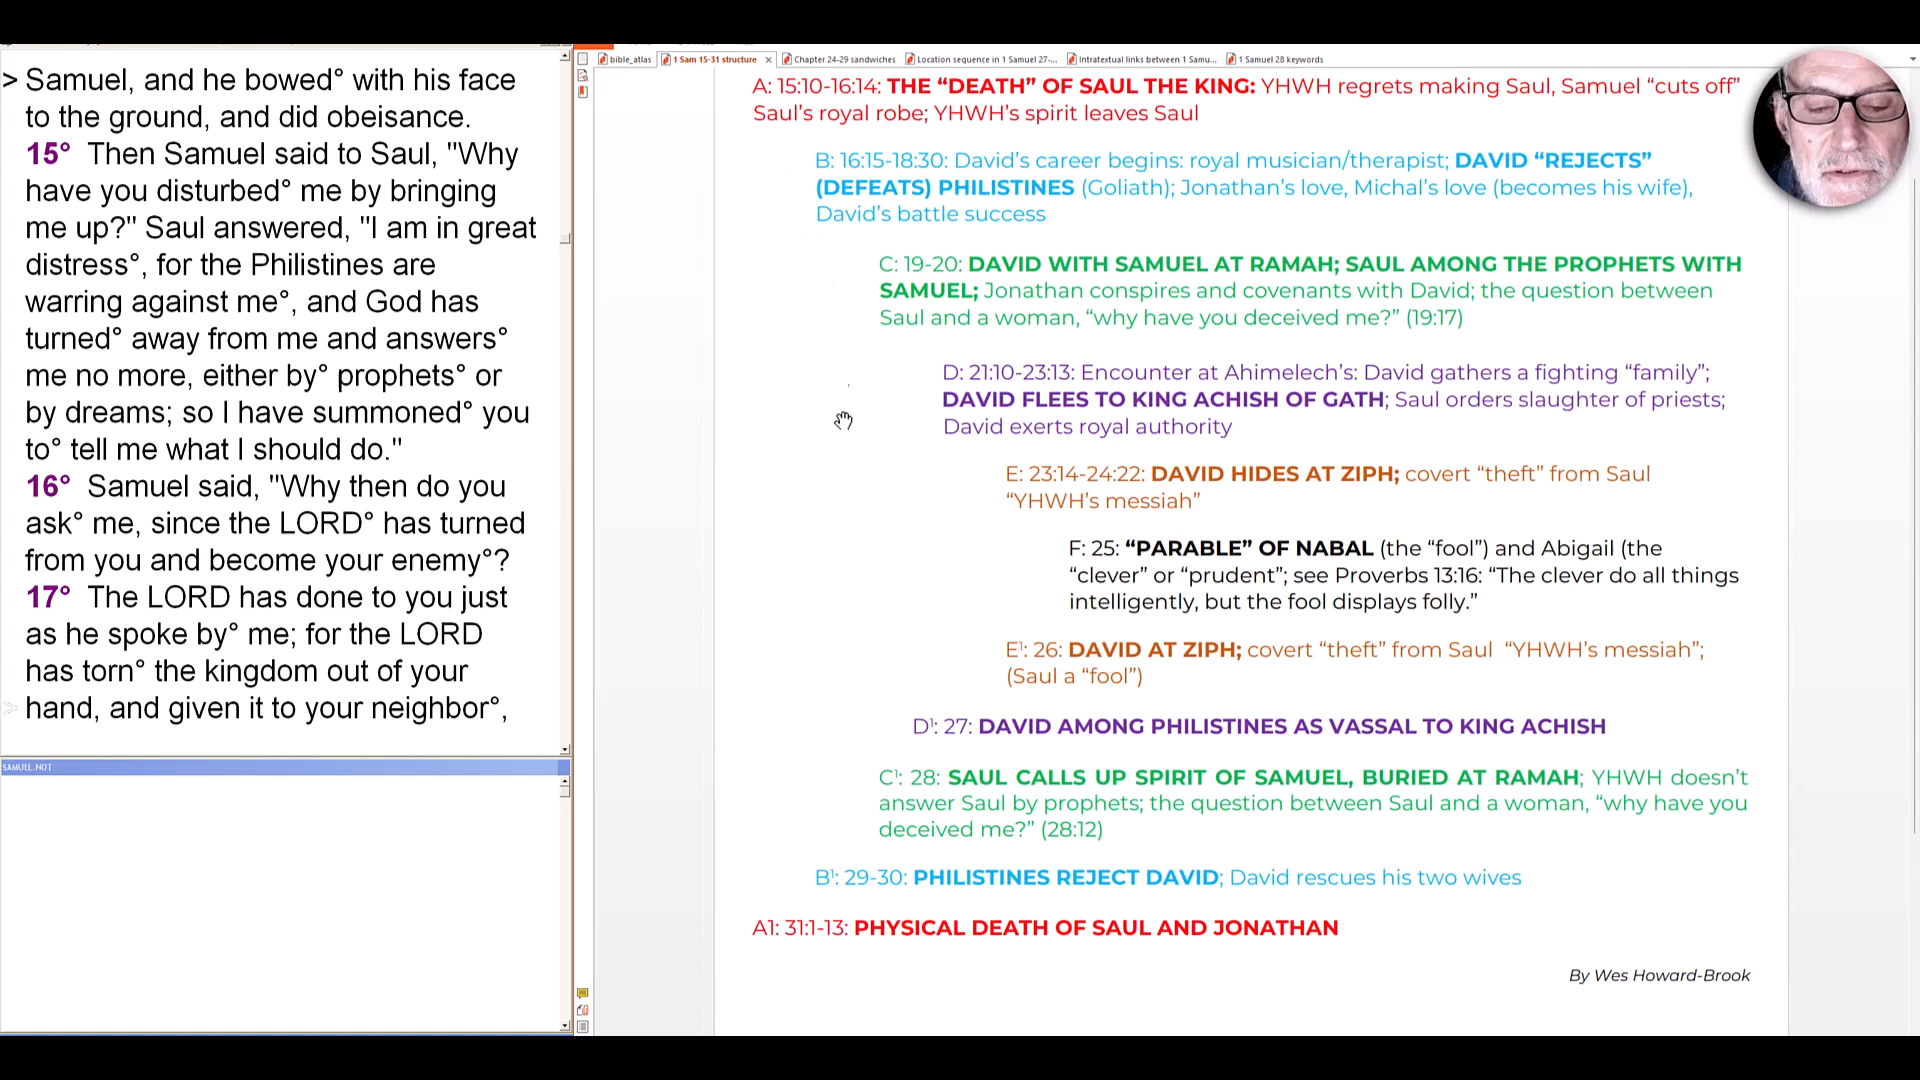 > Samuel, and he bowed° with his face
to the ground, and did obeisance.
15° Then Samuel said to Saul, "Why
have you disturbed° me by bringing
me up?" Saul answered, "I am in great
distress°, for the Philistines are
warring against me°, and God has
turned° away from me and answers°
me no more, either by° prophets° or
by dreams; so I have summoned° you
to° tell me what I should do."
16° Samuel said, "Why then do you
ask° me, since the LORD° has turned
from you and become your enemy°?
17° The LORD has done to you just
as he spoke by° me; for the LORD
has torn° the kingdom out of your
hand, and given it to your neighbor°,
SAMUEL.NOT
bible_atlas
1 Sam 15-31 structure
Chapter 24-29 sandwiches
Location sequence in 1 Samuel 27-...
Intratextual links between 1 Samu...
1 Samuel 28 keywords
A: 15:10-16:14: THE “DEATH” OF SAUL THE KING: YHWH regrets making Saul, Samuel “cuts off”
Saul’s royal robe; YHWH’s spirit leaves Saul
B: 16:15-18:30: David’s career begins: royal musician/therapist; DAVID “REJECTS”
(DEFEATS) PHILISTINES (Goliath); Jonathan’s love, Michal’s love (becomes his wife),
David’s battle success
C: 19-20: DAVID WITH SAMUEL AT RAMAH; SAUL AMONG THE PROPHETS WITH
SAMUEL; Jonathan conspires and covenants with David; the question between
Saul and a woman, “why have you deceived me?” (19:17)
D: 21:10-23:13: Encounter at Ahimelech’s: David gathers a fighting “family”;
DAVID FLEES TO KING ACHISH OF GATH; Saul orders slaughter of priests;
David exerts royal authority
E: 23:14-24:22: DAVID HIDES AT ZIPH; covert “theft” from Saul
“YHWH’s messiah”
F: 25: “PARABLE” OF NABAL (the “fool”) and Abigail (the
“clever” or “prudent”; see Proverbs 13:16: “The clever do all things
intelligently, but the fool displays folly.”
E¹: 26: DAVID AT ZIPH; covert “theft” from Saul “YHWH’s messiah”;
(Saul a “fool”)
D¹: 27: DAVID AMONG PHILISTINES AS VASSAL TO KING ACHISH
C¹: 28: SAUL CALLS UP SPIRIT OF SAMUEL, BURIED AT RAMAH; YHWH doesn’t
answer Saul by prophets; the question between Saul and a woman, “why have you
deceived me?” (28:12)
B¹: 29-30: PHILISTINES REJECT DAVID; David rescues his two wives
A1: 31:1-13: PHYSICAL DEATH OF SAUL AND JONATHAN
By Wes Howard-Brook